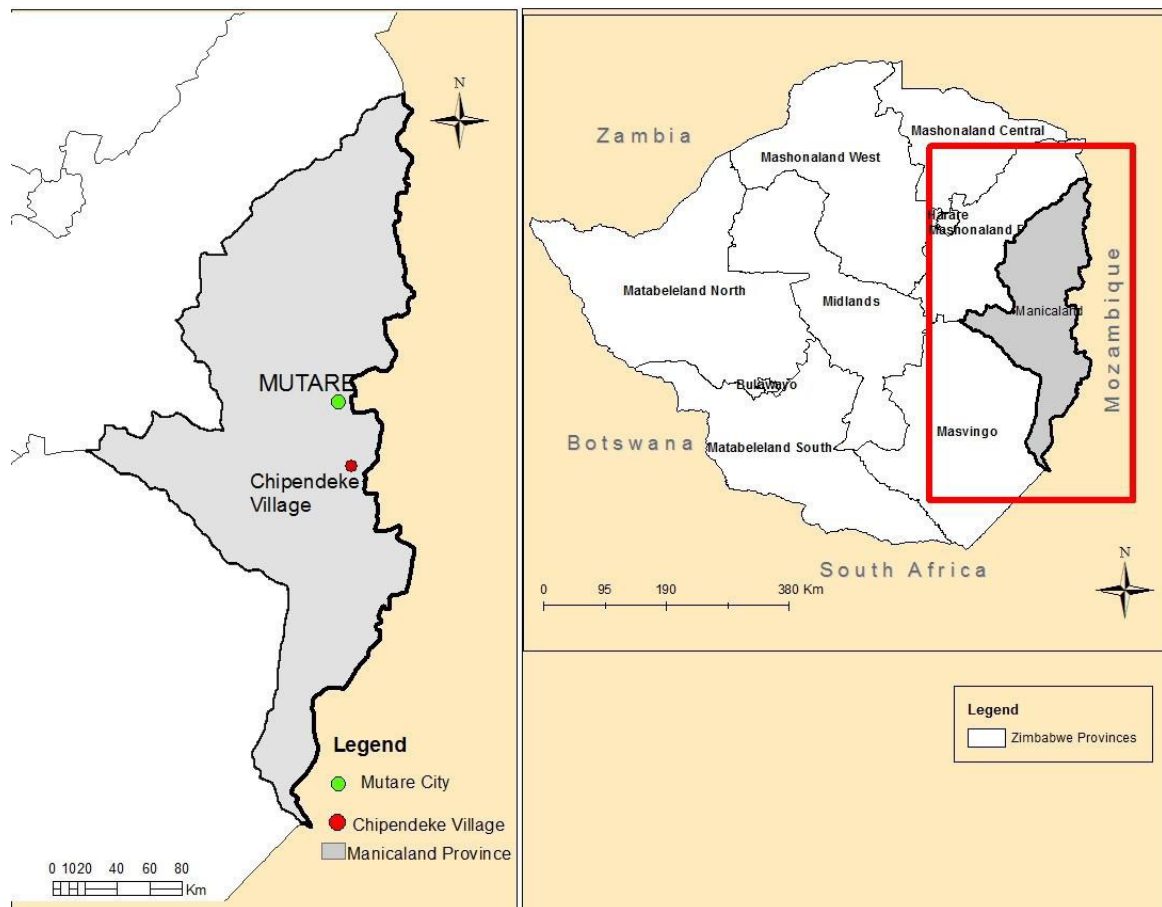 N
MUTARE
Chipendeke
Village
Legend
Mutare City
Chipendeke Village
Manicaland Province
0 10 20 40 60 80
Km
Zambia
Mashonaland Central
Mashonaland West
Harare
Mashonaland E
Mozambique
Matabeleland North
Midlands
Manicaland
Bulawayo
Masvingo
Botswana
Matabeleland South
South Africa
N
0 95 190 380 Km
Legend
Zimbabwe Provinces